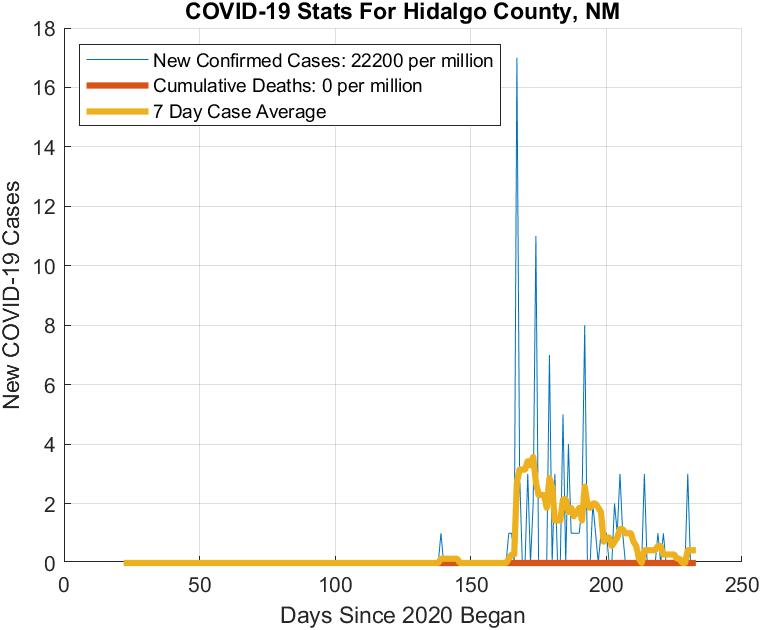 COVID-19 Stats For Hidalgo County, NM
New Confirmed Cases: 22200 per million
Cumulative Deaths: 0 per million
7 Day Case Average
New COVID-19 Cases
18
16
14
12
10
8
6
4
2
0
0 50 100 150 200 250
Days Since 2020 Began